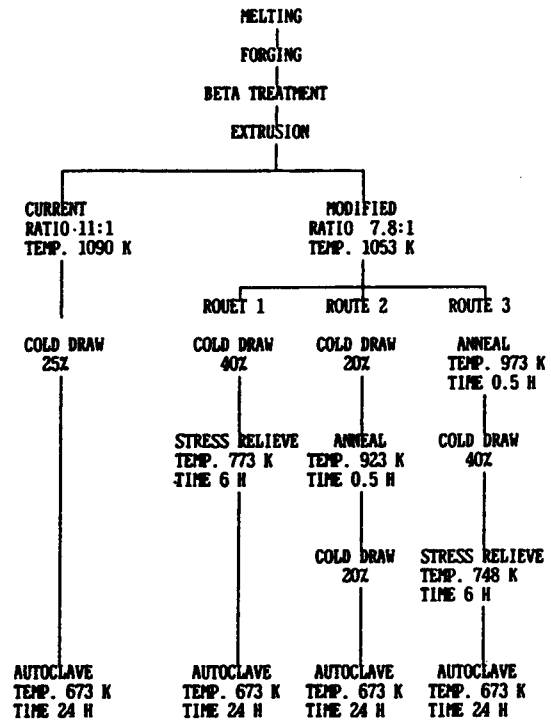 MELTING
FORGING
BETA TREATMENT
EXTRUSION
CURRENT
RATIO 11:1
TEMP. 1090 K
MODIFIED
RATIO 7.8:1
TEMP. 1053 K
ROUET 1
ROUTE 2
ROUTE 3
COLD DRAW
25%
COLD DRAW
40%
COLD DRAW
20%
ANNEAL
TEMP. 973 K
TIME 0.5 H
STRESS RELIEVE
TEMP. 773 K
TIME 6 H
ANNEAL
TEMP. 923 K
TIME 0.5 H
COLD DRAW
40%
COLD DRAW
20%
STRESS RELIEVE
TEMP. 748 K
TIME 6 H
AUTOCLAVE
TEMP. 673 K
TIME 24 H
AUTOCLAVE
TEMP. 673 K
TIME 24 H
AUTOCLAVE
TEMP. 673 K
TIME 24 H
AUTOCLAVE
TEMP. 673 K
TIME 24 H